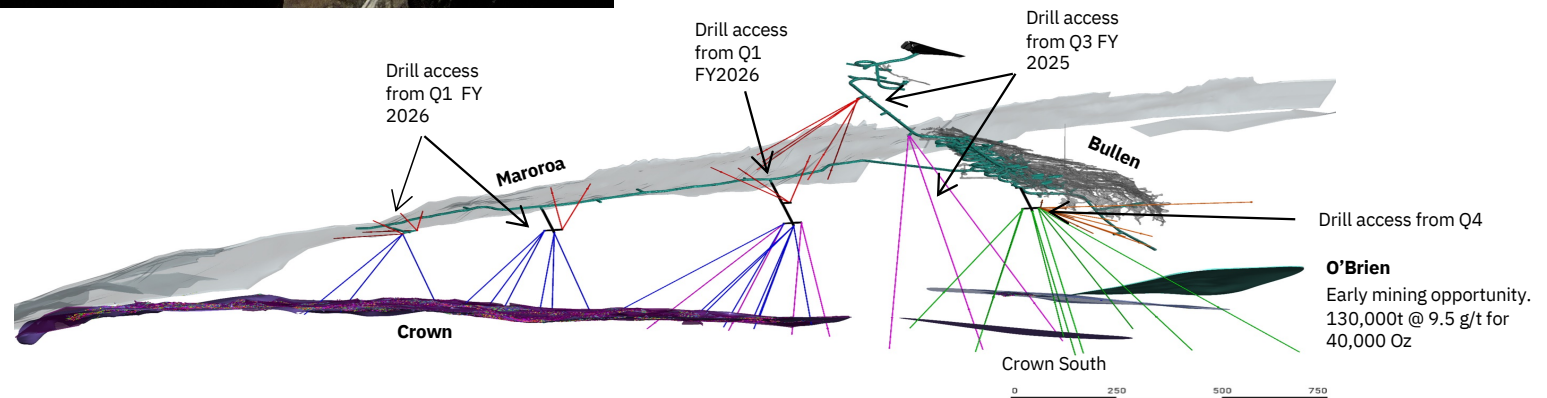 Drill access
from Q1  FY
2026
Drill access
from Q1
FY2026
Drill access
from Q3 FY
2025
Maroroa
Bullen
Drill access from Q4
O’Brien
Early mining opportunity.
130,000t @ 9.5 g/t for
40,000 Oz
Crown
Crown South
0 250 500 750